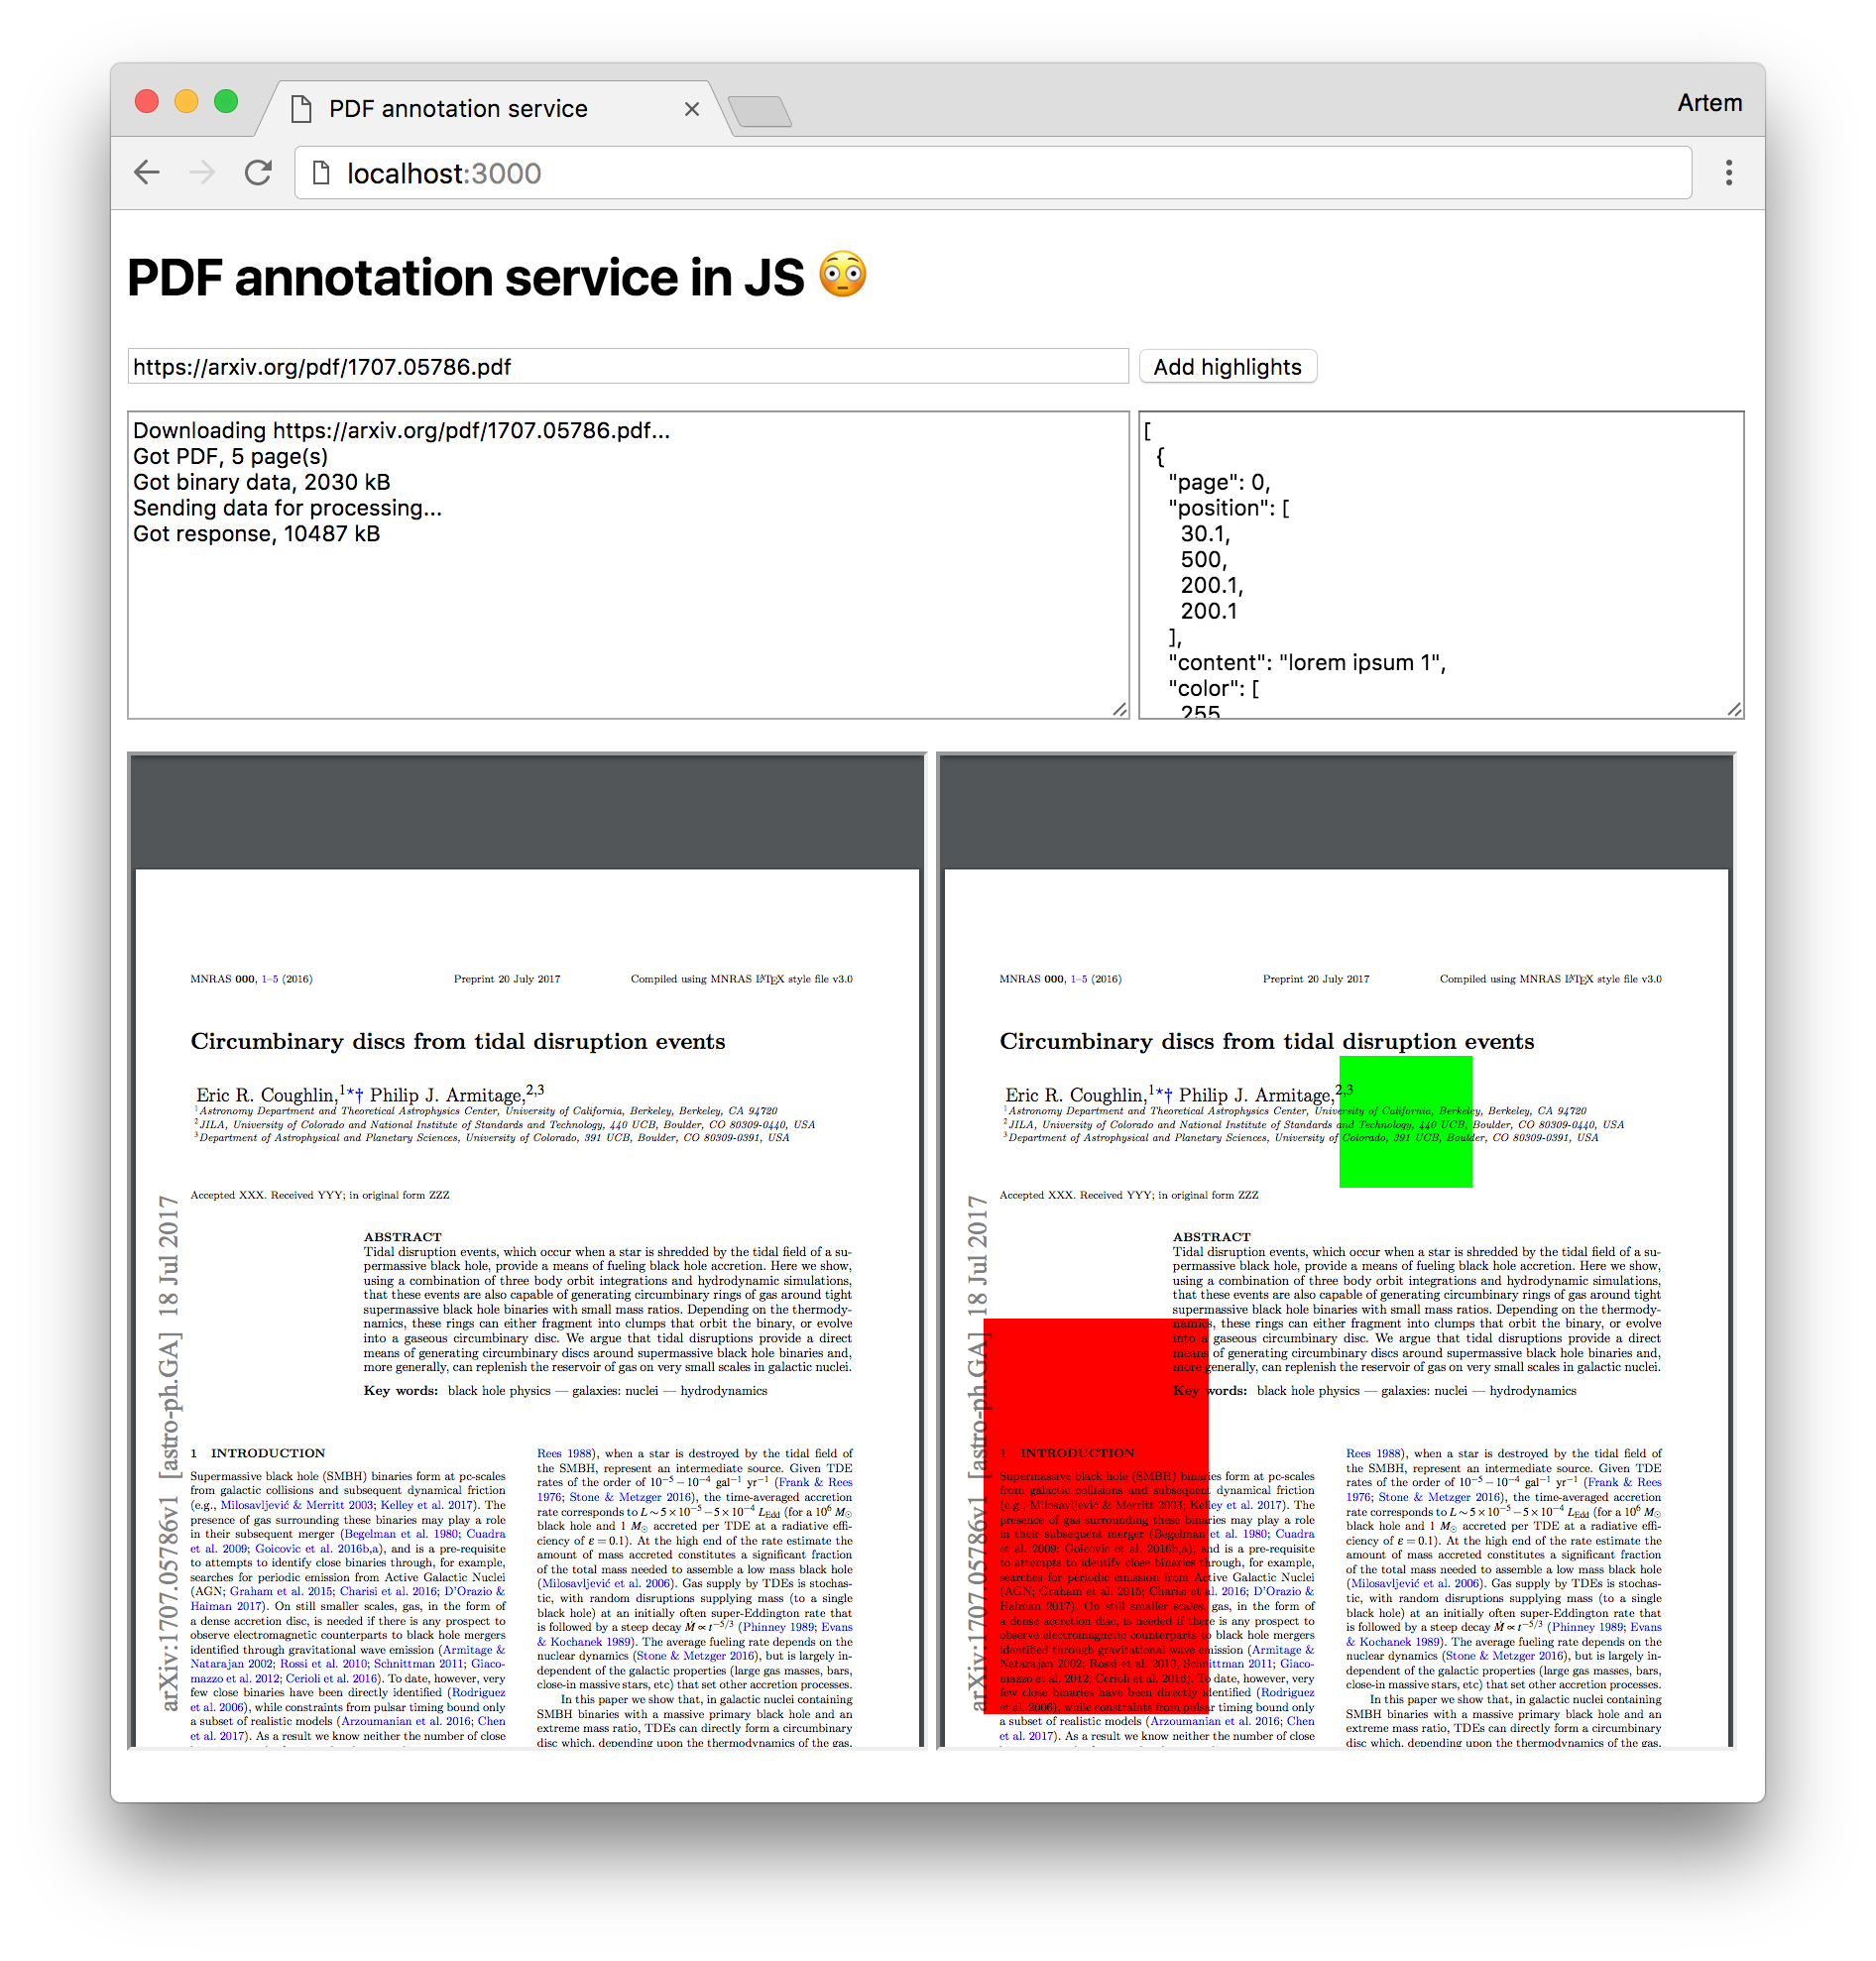 PDF annotation service
Artem
localhost:3000
PDF annotation service in JS 😳
https://arxiv.org/pdf/1707.05786.pdf
Add highlights
Downloading https://arxiv.org/pdf/1707.05786.pdf...
Got PDF, 5 page(s)
Got binary data, 2030 kB
Sending data for processing...
Got response, 10487 kB
[
{
"page": 0,
"position": [
30.1,
500,
200.1,
200.1
],
"content": "lorem ipsum 1",
"color": [
255
MNRAS 000, 1–5 (2016)
Preprint 20 July 2017
Compiled using MNRAS LATEX style file v3.0
Circumbinary discs from tidal disruption events
Eric R. Coughlin,1*† Philip J. Armitage,2,3
1 Astronomy Department and Theoretical Astrophysics Center, University of California, Berkeley, Berkeley, CA 94720
2 JILA, University of Colorado and National Institute of Standards and Technology, 440 UCB, Boulder, CO 80309-0440, USA
3 Department of Astrophysical and Planetary Sciences, University of Colorado, 391 UCB, Boulder, CO 80309-0391, USA
Accepted XXX. Received YYY; in original form ZZZ
arXiv:1707.05786v1 [astro-ph.GA] 18 Jul 2017
ABSTRACT
Tidal disruption events, which occur when a star is shredded by the tidal field of a su-
permassive black hole, provide a means of fueling black hole accretion. Here we show,
using a combination of three body orbit integrations and hydrodynamic simulations,
that these events are also capable of generating circumbinary rings of gas around tight
supermassive black hole binaries with small mass ratios. Depending on the thermody-
namics, these rings can either fragment into clumps that orbit the binary, or evolve
into a gaseous circumbinary disc. We argue that tidal disruptions provide a direct
means of generating circumbinary discs around supermassive black hole binaries and,
more generally, can replenish the reservoir of gas on very small scales in galactic nuclei.
Key words: black hole physics — galaxies: nuclei — hydrodynamics
1 INTRODUCTION
Supermassive black hole (SMBH) binaries form at pc-scales
from galactic collisions and subsequent dynamical friction
(e.g., Milosavljević & Merritt 2003; Kelley et al. 2017). The
presence of gas surrounding these binaries may play a role
in their subsequent merger (Begelman et al. 1980; Cuadra
et al. 2009; Goicovic et al. 2016b,a), and is a pre-requisite
to attempts to identify close binaries through, for example,
searches for periodic emission from Active Galactic Nuclei
(AGN; Graham et al. 2015; Charisi et al. 2016; D'Orazio &
Haiman 2017). On still smaller scales, gas, in the form of
a dense accretion disc, is needed if there is any prospect to
observe electromagnetic counterparts to black hole mergers
identified through gravitational wave emission (Armitage &
Natarajan 2002; Rossi et al. 2010; Schnittman 2011; Giaco-
mazzo et al. 2012; Cerioli et al. 2016). To date, however, very
few close binaries have been directly identified (Rodriguez
et al. 2006), while constraints from pulsar timing bound only
a subset of realistic models (Arzoumanian et al. 2016; Chen
et al. 2017). As a result we know neither the number of close
Rees 1988), when a star is destroyed by the tidal field of
the SMBH, represent an intermediate source. Given TDE
rates of the order of 10−5 − 10−4 gal−1 yr−1 (Frank & Rees
1976; Stone & Metzger 2016), the time-averaged accretion
rate corresponds to L ~ 5 × 10−5 − 5 × 10−4 LEdd (for a 10^6 M⊙
black hole and 1 M⊙ accreted per TDE at a radiative effi-
ciency of ε = 0.1). At the high end of the rate estimate the
amount of mass accreted constitutes a significant fraction
of the total mass needed to assemble a low mass black hole
(Milosavljević et al. 2006). Gas supply by TDEs is stochas-
tic, with random disruptions supplying mass (to a single
black hole) at an initially often super-Eddington rate that
is followed by a steep decay Ṁ ∝ t−5/3 (Phinney 1989; Evans
& Kochanek 1989). The average fueling rate depends on the
nuclear dynamics (Stone & Metzger 2016), but is largely in-
dependent of the galactic properties (large gas masses, bars,
close-in massive stars, etc) that set other accretion processes.
In this paper we show that, in galactic nuclei containing
SMBH binaries with a massive primary black hole and an
extreme mass ratio, TDEs can directly form a circumbinary
disc which, depending upon the thermodynamics of the gas,
MNRAS 000, 1–5 (2016)
Preprint 20 July 2017
Compiled using MNRAS LATEX style file v3.0
Circumbinary discs from tidal disruption events
Eric R. Coughlin,1*† Philip J. Armitage,2,3
1 Astronomy Department and Theoretical Astrophysics Center, University of California, Berkeley, Berkeley, CA 94720
2 JILA, University of Colorado and National Institute of Standards and Technology, 440 UCB, Boulder, CO 80309-0440, USA
3 Department of Astrophysical and Planetary Sciences, University of Colorado, 391 UCB, Boulder, CO 80309-0391, USA
Accepted XXX. Received YYY; in original form ZZZ
arXiv:1707.05786v1 [astro-ph.GA] 18 Jul 2017
ABSTRACT
Tidal disruption events, which occur when a star is shredded by the tidal field of a su-
permassive black hole, provide a means of fueling black hole accretion. Here we show,
using a combination of three body orbit integrations and hydrodynamic simulations,
that these events are also capable of generating circumbinary rings of gas around tight
supermassive black hole binaries with small mass ratios. Depending on the thermody-
namics, these rings can either fragment into clumps that orbit the binary, or evolve
into a gaseous circumbinary disc. We argue that tidal disruptions provide a direct
means of generating circumbinary discs around supermassive black hole binaries and,
more generally, can replenish the reservoir of gas on very small scales in galactic nuclei.
Key words: black hole physics — galaxies: nuclei — hydrodynamics
1 INTRODUCTION
Supermassive black hole (SMBH) binaries form at pc-scales
from galactic collisions and subsequent dynamical friction
(e.g., Milosavljević & Merritt 2003; Kelley et al. 2017). The
presence of gas surrounding these binaries may play a role
in their subsequent merger (Begelman et al. 1980; Cuadra
et al. 2009; Goicovic et al. 2016b,a), and is a pre-requisite
to attempts to identify close binaries through, for example,
searches for periodic emission from Active Galactic Nuclei
(AGN; Graham et al. 2015; Charisi et al. 2016; D'Orazio &
Haiman 2017). On still smaller scales, gas, in the form of
a dense accretion disc, is needed if there is any prospect to
observe electromagnetic counterparts to black hole mergers
identified through gravitational wave emission (Armitage &
Natarajan 2002; Rossi et al. 2010; Schnittman 2011; Giaco-
mazzo et al. 2012; Cerioli et al. 2016). To date, however, very
few close binaries have been directly identified (Rodriguez
et al. 2006), while constraints from pulsar timing bound only
a subset of realistic models (Arzoumanian et al. 2016; Chen
et al. 2017). As a result we know neither the number of close
Rees 1988), when a star is destroyed by the tidal field of
the SMBH, represent an intermediate source. Given TDE
rates of the order of 10−5 − 10−4 gal−1 yr−1 (Frank & Rees
1976; Stone & Metzger 2016), the time-averaged accretion
rate corresponds to L ~ 5 × 10−5 − 5 × 10−4 LEdd (for a 10^6 M⊙
black hole and 1 M⊙ accreted per TDE at a radiative effi-
ciency of ε = 0.1). At the high end of the rate estimate the
amount of mass accreted constitutes a significant fraction
of the total mass needed to assemble a low mass black hole
(Milosavljević et al. 2006). Gas supply by TDEs is stochas-
tic, with random disruptions supplying mass (to a single
black hole) at an initially often super-Eddington rate that
is followed by a steep decay Ṁ ∝ t−5/3 (Phinney 1989; Evans
& Kochanek 1989). The average fueling rate depends on the
nuclear dynamics (Stone & Metzger 2016), but is largely in-
dependent of the galactic properties (large gas masses, bars,
close-in massive stars, etc) that set other accretion processes.
In this paper we show that, in galactic nuclei containing
SMBH binaries with a massive primary black hole and an
extreme mass ratio, TDEs can directly form a circumbinary
disc which, depending upon the thermodynamics of the gas,